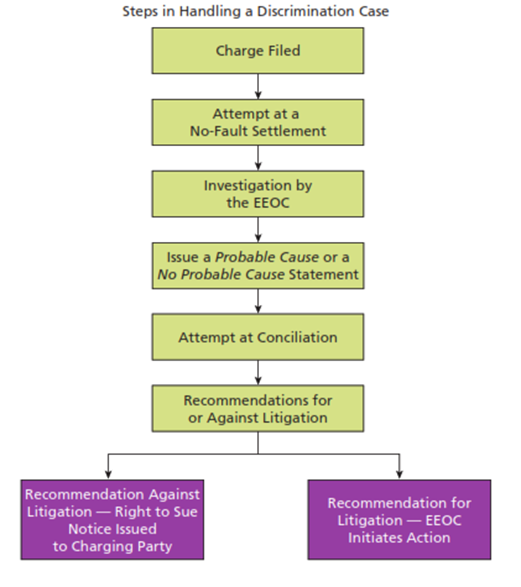 Steps in Handling a Discrimination Case
Charge Filed
Attempt at a
No-Fault Settlement
Investigation by
the EEOC
Issue a Probable Cause or a
No Probable Cause Statement
Attempt at Conciliation
Recommendations for
or Against Litigation
Recommendation Against
Litigation — Right to Sue
Notice Issued
to Charging Party
Recommendation for
Litigation — EEOC
Initiates Action